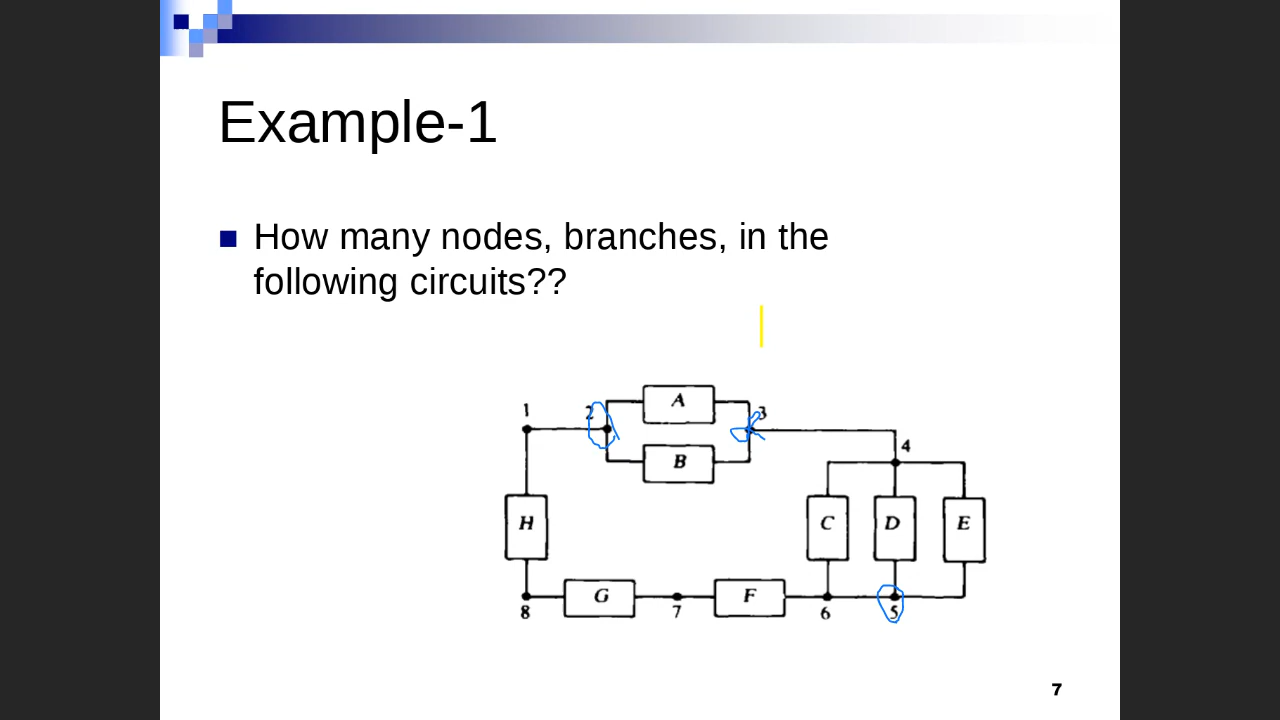 Example-1
How many nodes, branches, in the
following circuits??
A
1
2
3
B
4
H
C
D
E
G
F
8
7
6
5
7